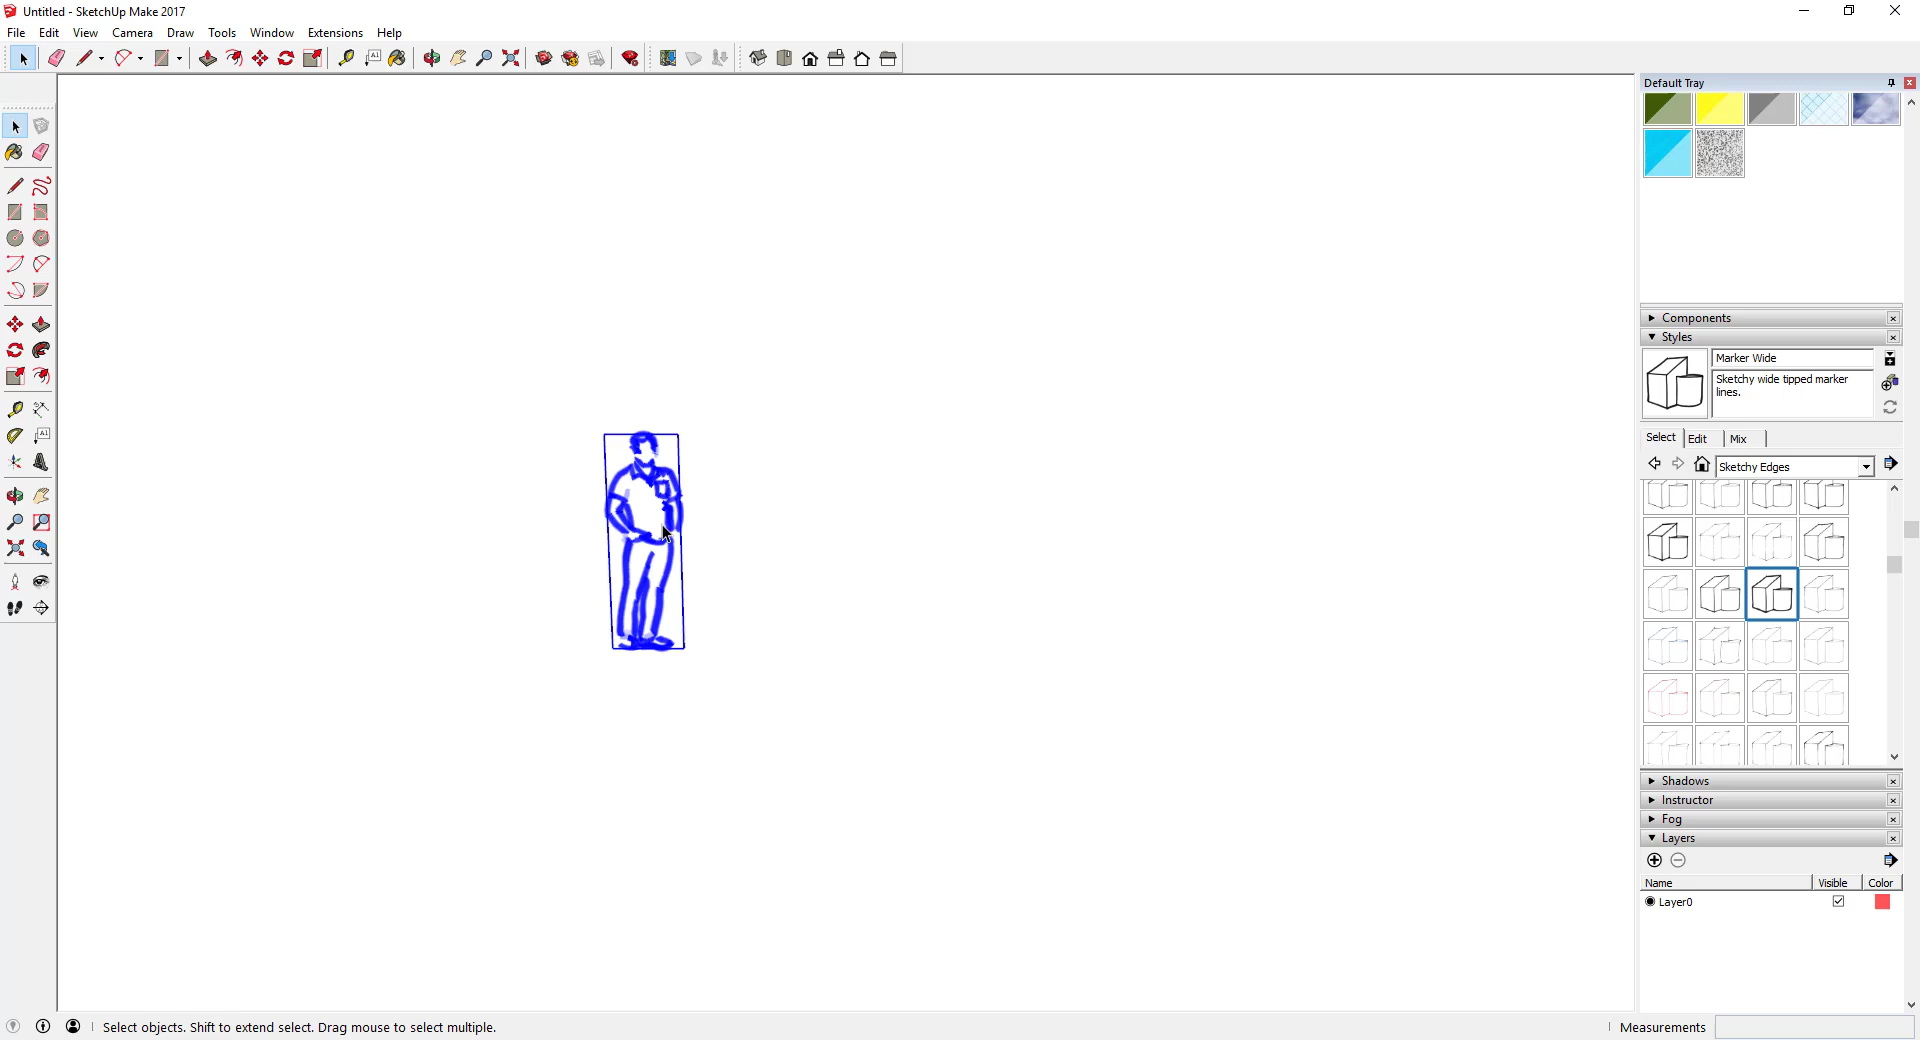 Untitled - SketchUp Make 2017
File Edit View Camera Draw Tools Window Extensions Help
A1
Default Tray
A1
Components
Styles
Marker Wide
Sketchy wide tipped marker
lines.
Select Edit Mix
Sketchy Edges
Shadows
Instructor
Fog
Layers
Name Visible Color
Layer0
Select objects. Shift to extend select. Drag mouse to select multiple.
Measurements